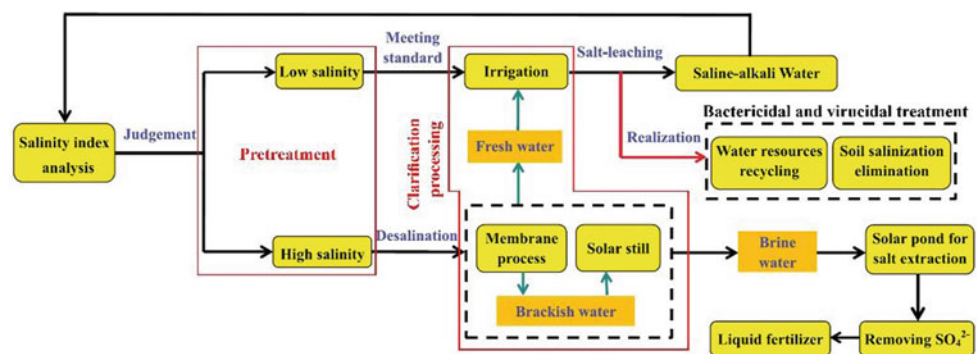 Meeting
standard
Salt-leaching
Low salinity
Irrigation
Saline-alkali Water
Bactericidal and virucidal treatment
Salinity index
analysis
Judgement
Pretreatment
Clarification
processing
Fresh water
Realization
Water resources
recycling
Soil salinization
elimination
High salinity
Desalination
Membrane
process
Solar still
Brackish water
Brine
water
Solar pond for
salt extraction
Liquid fertilizer
Removing SO₄²⁻